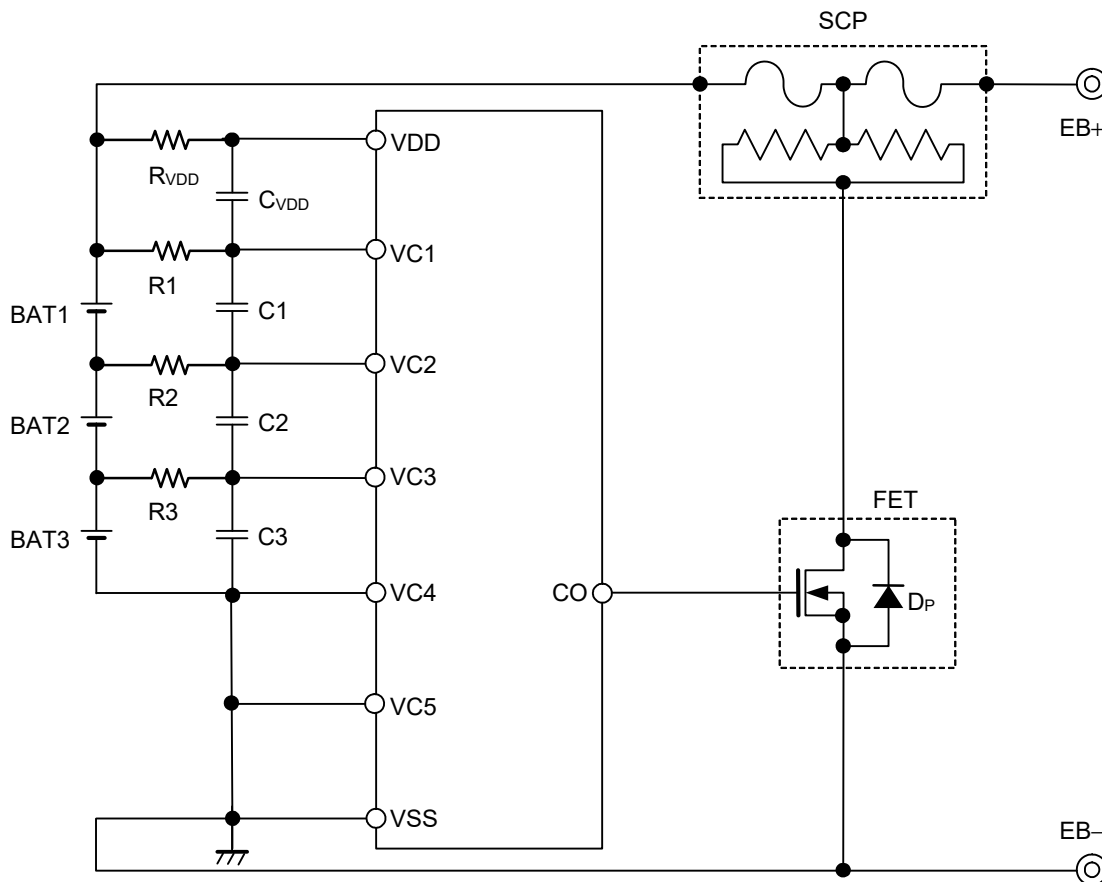 SCP
EB+
VDD
RVDD
CVDD
VC1
R1
BAT1
C1
VC2
R2
BAT2
C2
VC3
R3
FET
BAT3
C3
VC4
CO
DP
VC5
VSS
EB−